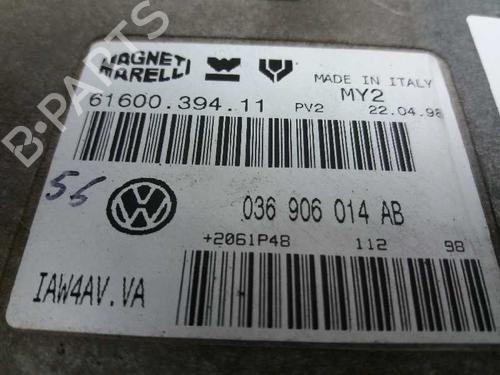 MAGNETI
MARELLI
MADE IN ITALY
61600.394.11 PV2 MY2 22.04.98
56
036 906 014 AB
+2061P48 112 98
IAW4AV.VA
B-PARTS